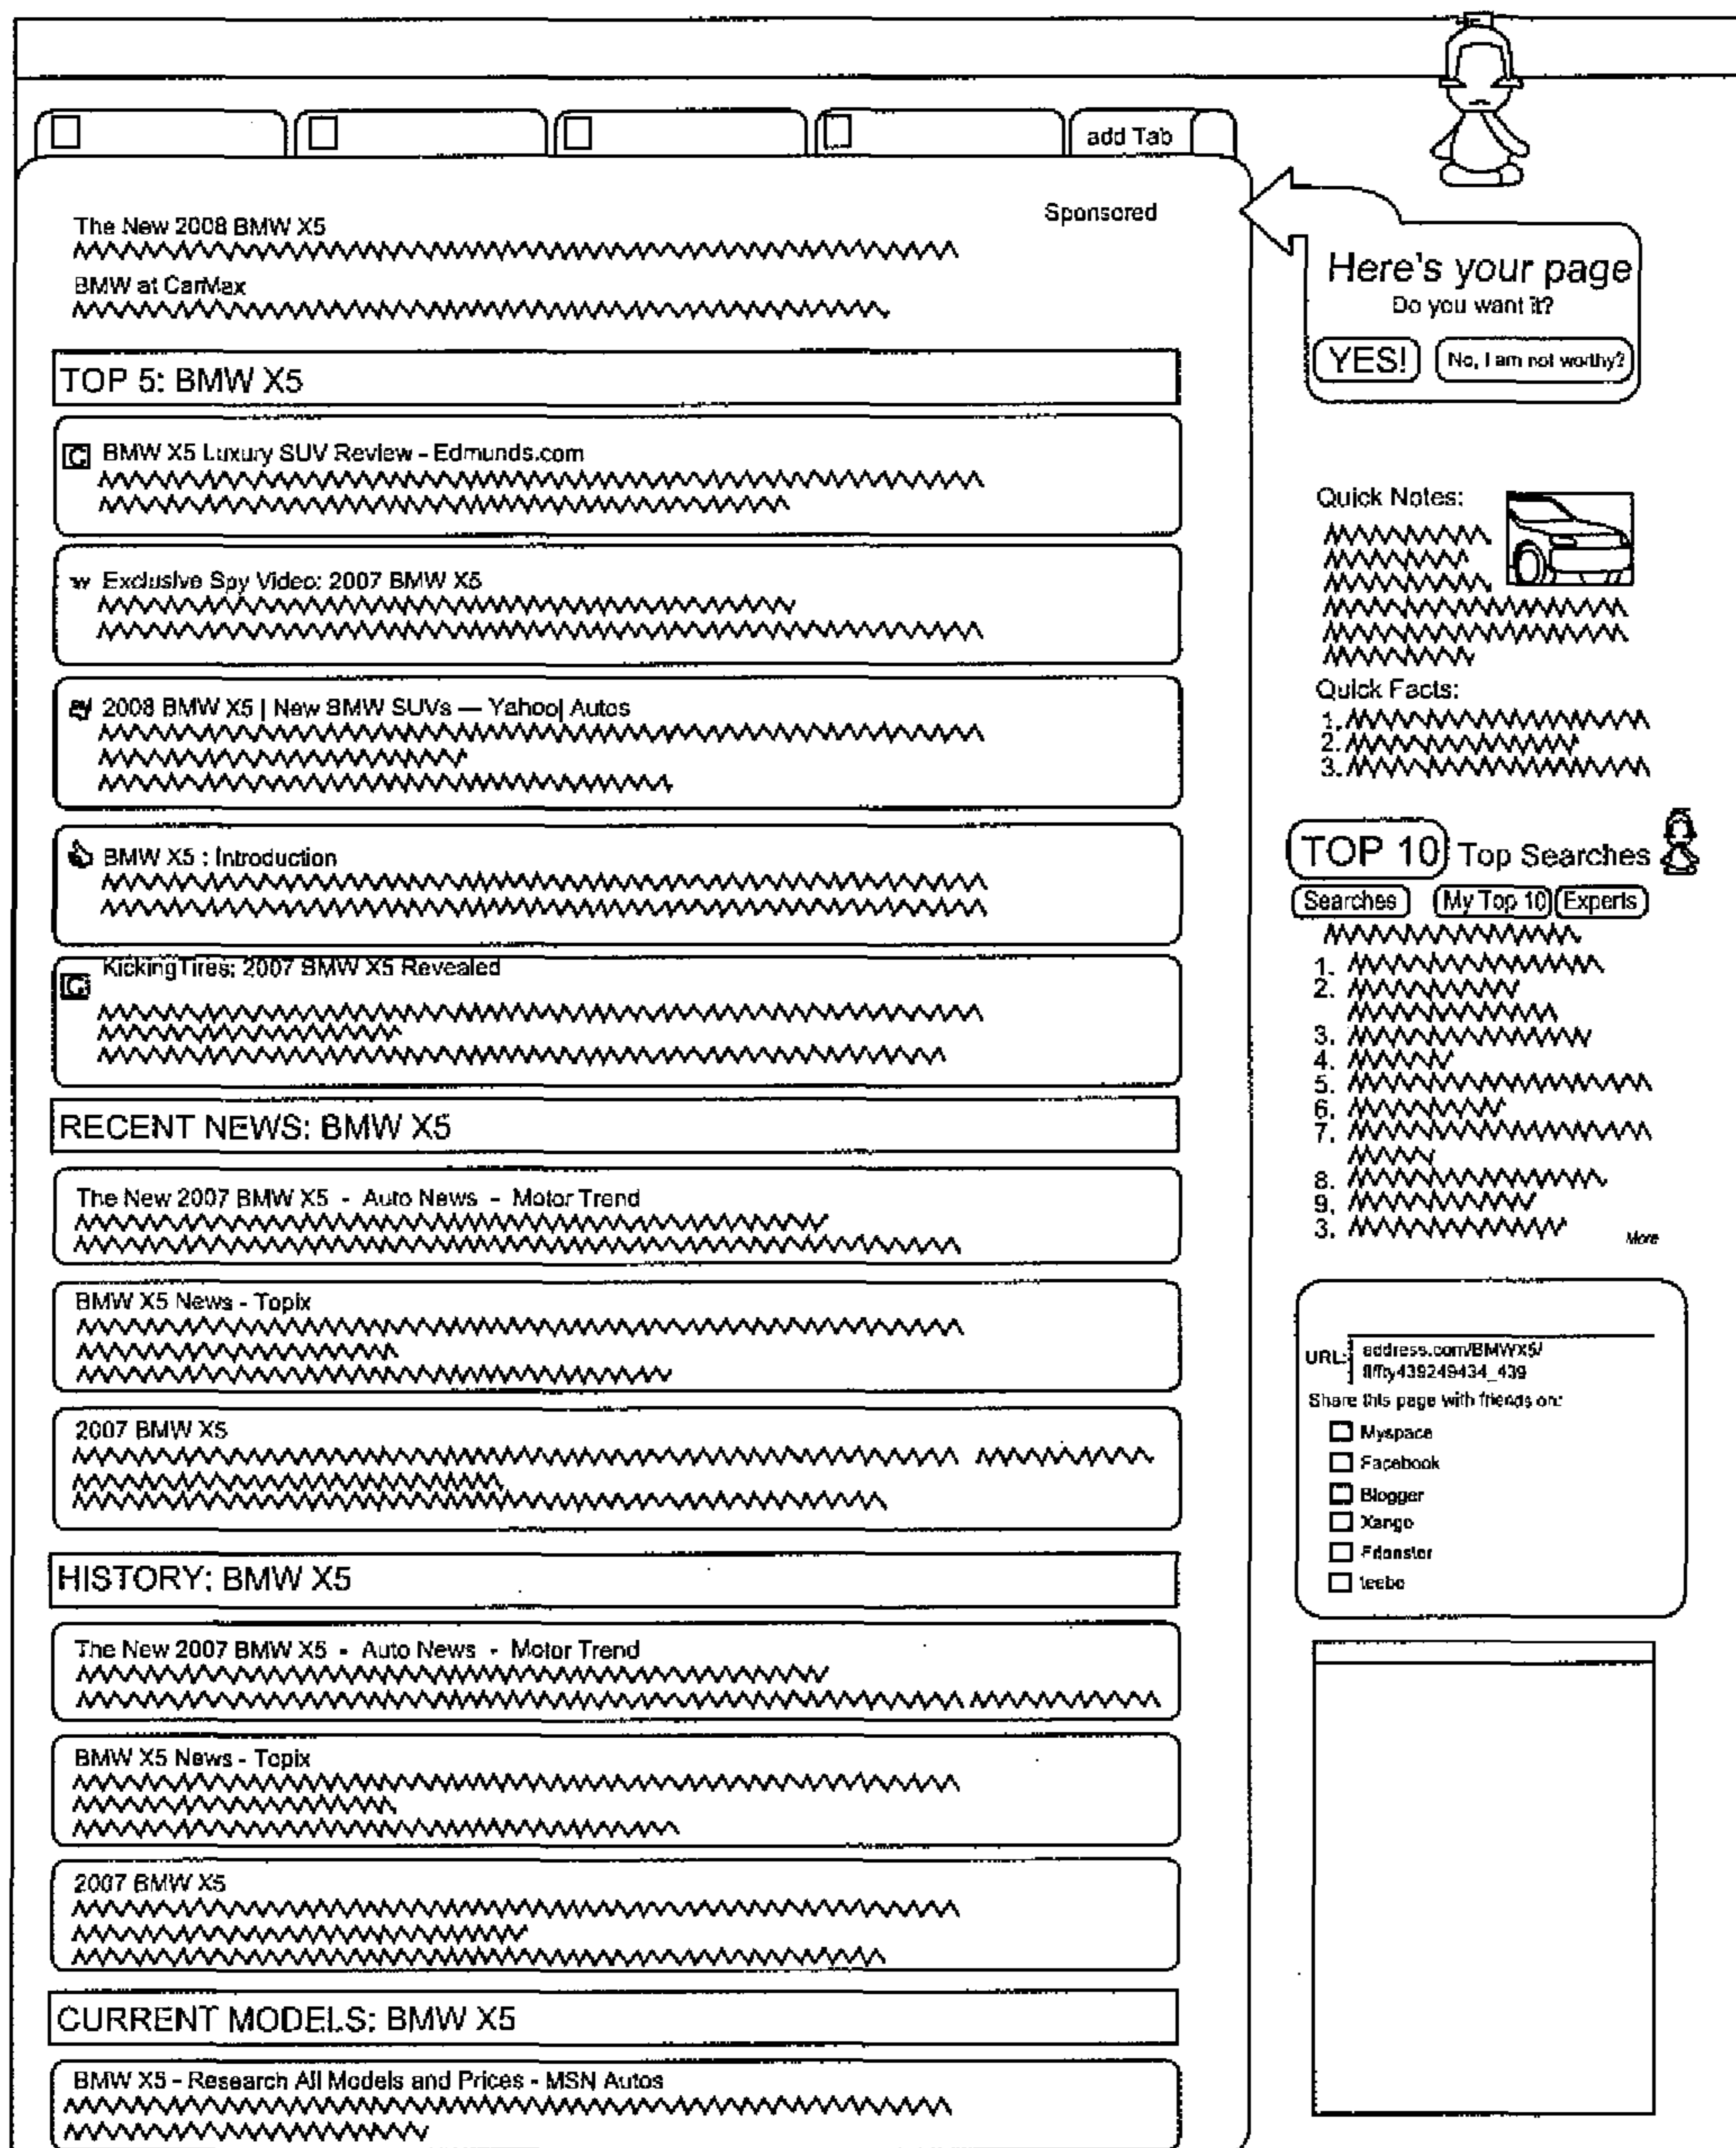 add Tab
Sponsored
The New 2008 BMW X5
BMW at CarMax
TOP 5: BMW X5
BMW X5 Luxury SUV Review - Edmunds.com
Exclusive Spy Video: 2007 BMW X5
2008 BMW X5 | New BMW SUVs — Yahoo| Autos
BMW X5 : Introduction
KickingTires: 2007 BMW X5 Revealed
RECENT NEWS: BMW X5
The New 2007 BMW X5 - Auto News - Motor Trend
BMW X5 News - Topix
2007 BMW X5
HISTORY: BMW X5
The New 2007 BMW X5 - Auto News - Motor Trend
BMW X5 News - Topix
2007 BMW X5
CURRENT MODELS: BMW X5
BMW X5 - Research All Models and Prices - MSN Autos
Here's your page
Do you want it?
YES!
No, I am not worthy?
Quick Notes:
Quick Facts:
1.
2.
3.
TOP 10 Top Searches
Searches My Top 10 Experts
1.
2.
3.
4.
5.
6.
7.
8.
9.
3.
More
URL: address.com/BMWX5/
Share this page with friends on:
Myspace
Facebook
Blogger
Xango